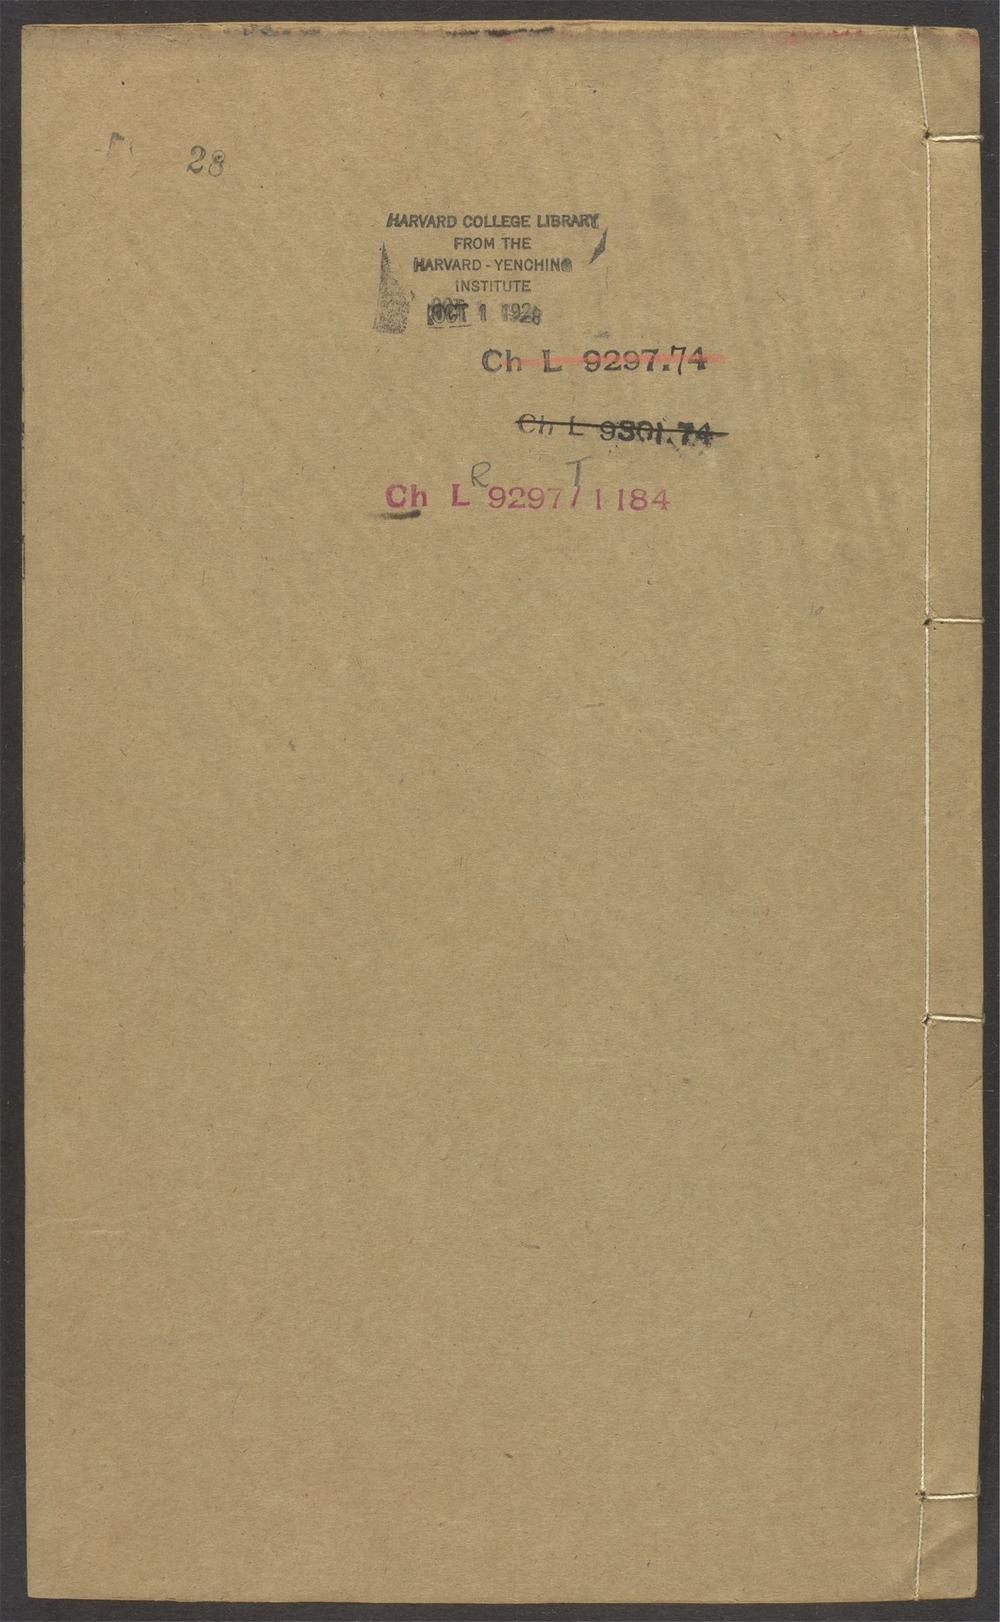 28
HARVARD COLLEGE LIBRARY
FROM THE
HARVARD-YENCHING
INSTITUTE
OCT 1 1928
Ch L 9297.74
Ch L 9301.74
R T
Ch L 9297 / 1184